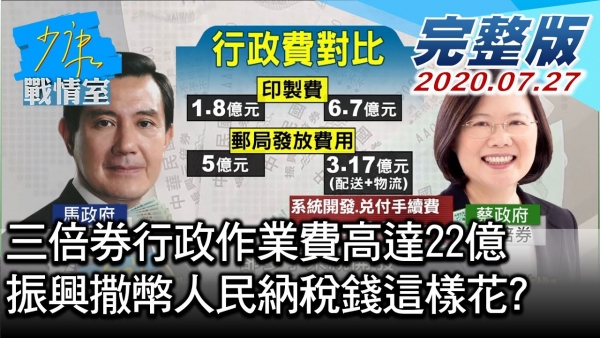 少康
戰情室
行政費對比
完整版
2020.07.27
印製費
1.8億元 6.7億元
郵局發放費用
5億元 3.17億元
(配送+物流)
系統開發.兌付手續費
馬政府 蔡政府
三倍券行政作業費高達22億
振興撒幣人民納稅錢這樣花?